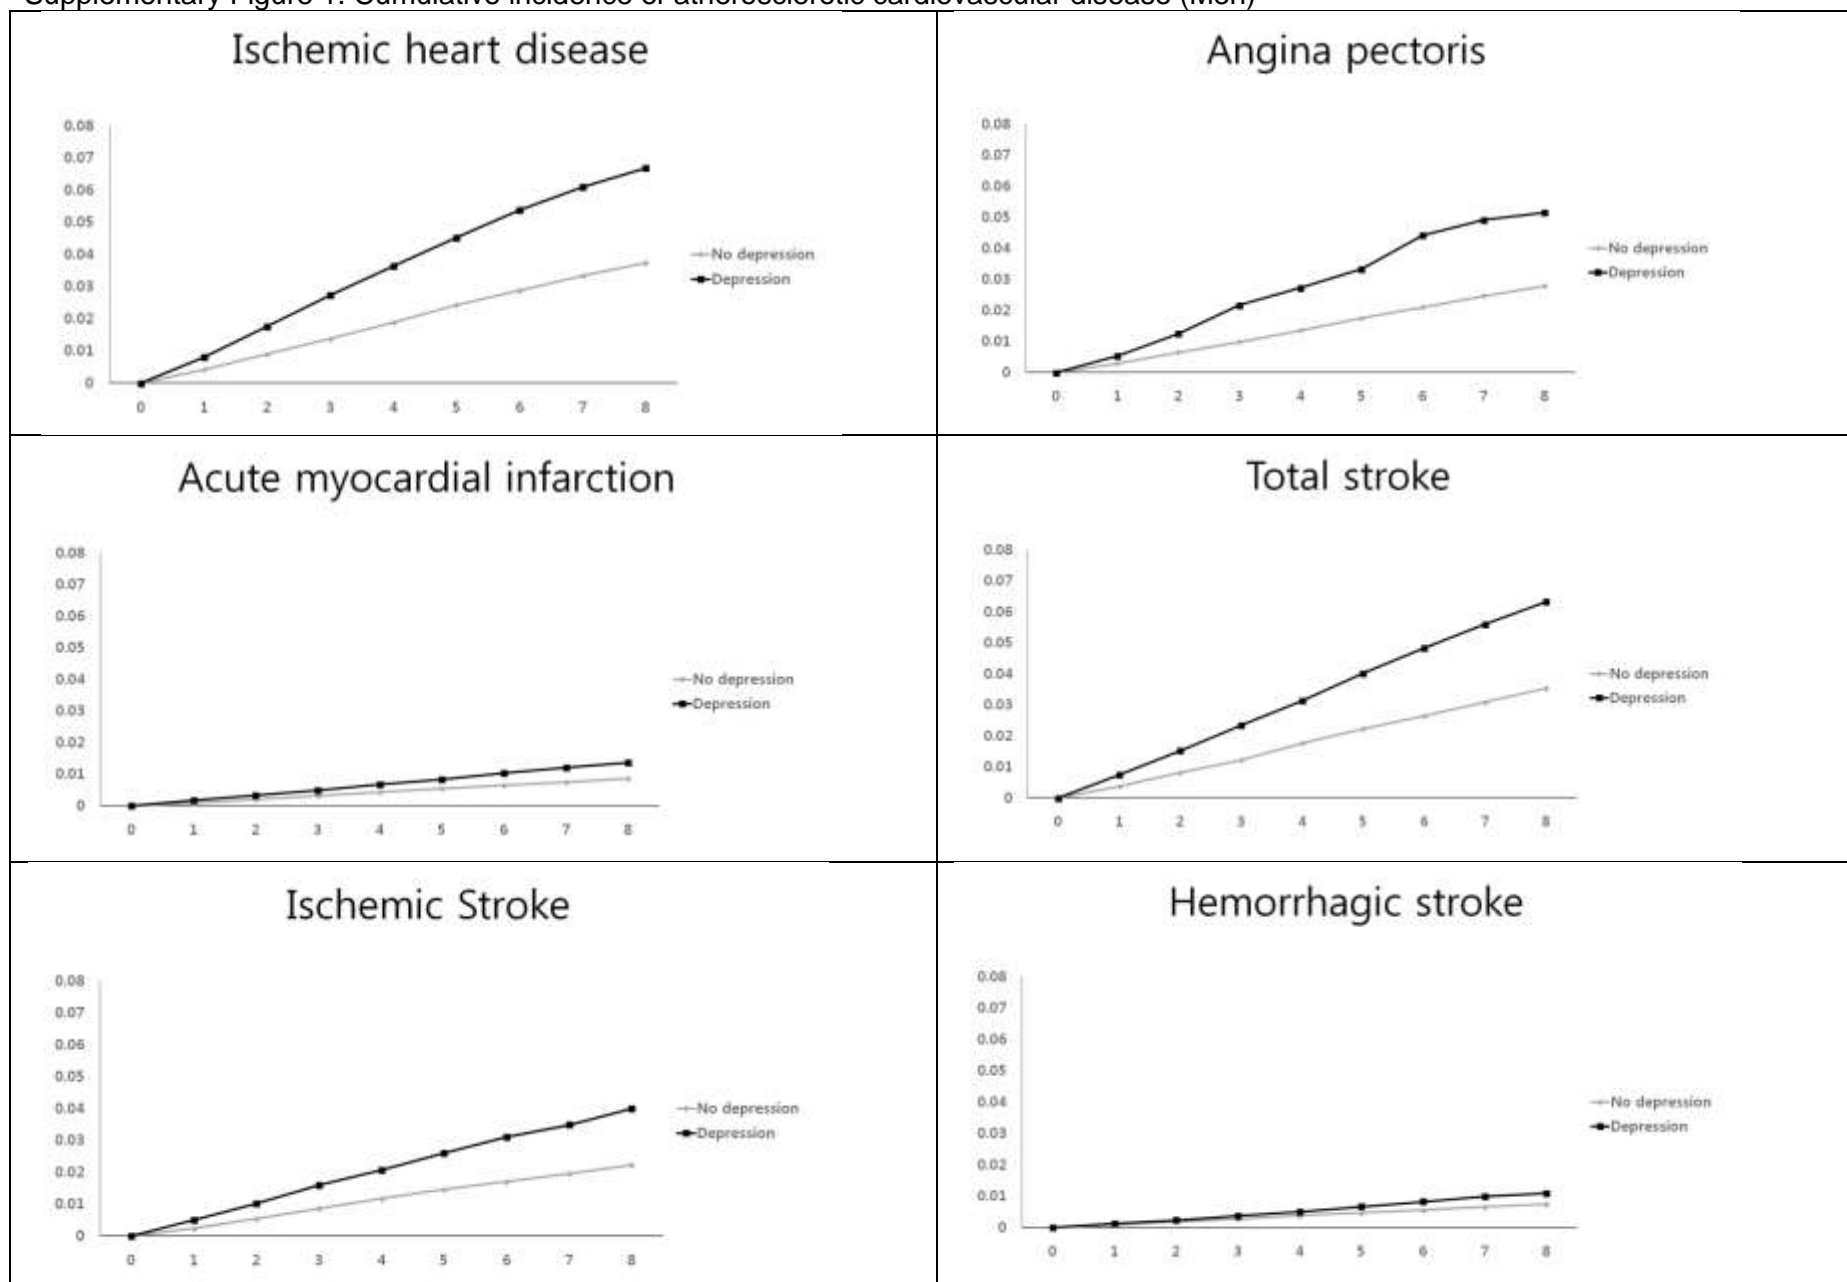 Supplementary Figure 1. Cumulative incidence of atherosclerotic cardiovascular disease (Men)
Ischemic heart disease
0.08
0.07
0.06
0.05
0.04
0.03
0.02
0.01
0
0 1 2 3 4 5 6 7 8
No depression
Depression
Angina pectoris
0.08
0.07
0.06
0.05
0.04
0.03
0.02
0.01
0
0 1 2 3 4 5 6 7 8
No depression
Depression
Acute myocardial infarction
0.08
0.07
0.06
0.05
0.04
0.03
0.02
0.01
0
0 1 2 3 4 5 6 7 8
No depression
Depression
Total stroke
0.08
0.07
0.06
0.05
0.04
0.03
0.02
0.01
0
0 1 2 3 4 5 6 7 8
No depression
Depression
Ischemic Stroke
0.08
0.07
0.06
0.05
0.04
0.03
0.02
0.01
0
0 1 2 3 4 5 6 7 8
No depression
Depression
Hemorrhagic stroke
0.08
0.07
0.06
0.05
0.04
0.03
0.02
0.01
0
0 1 2 3 4 5 6 7 8
No depression
Depression